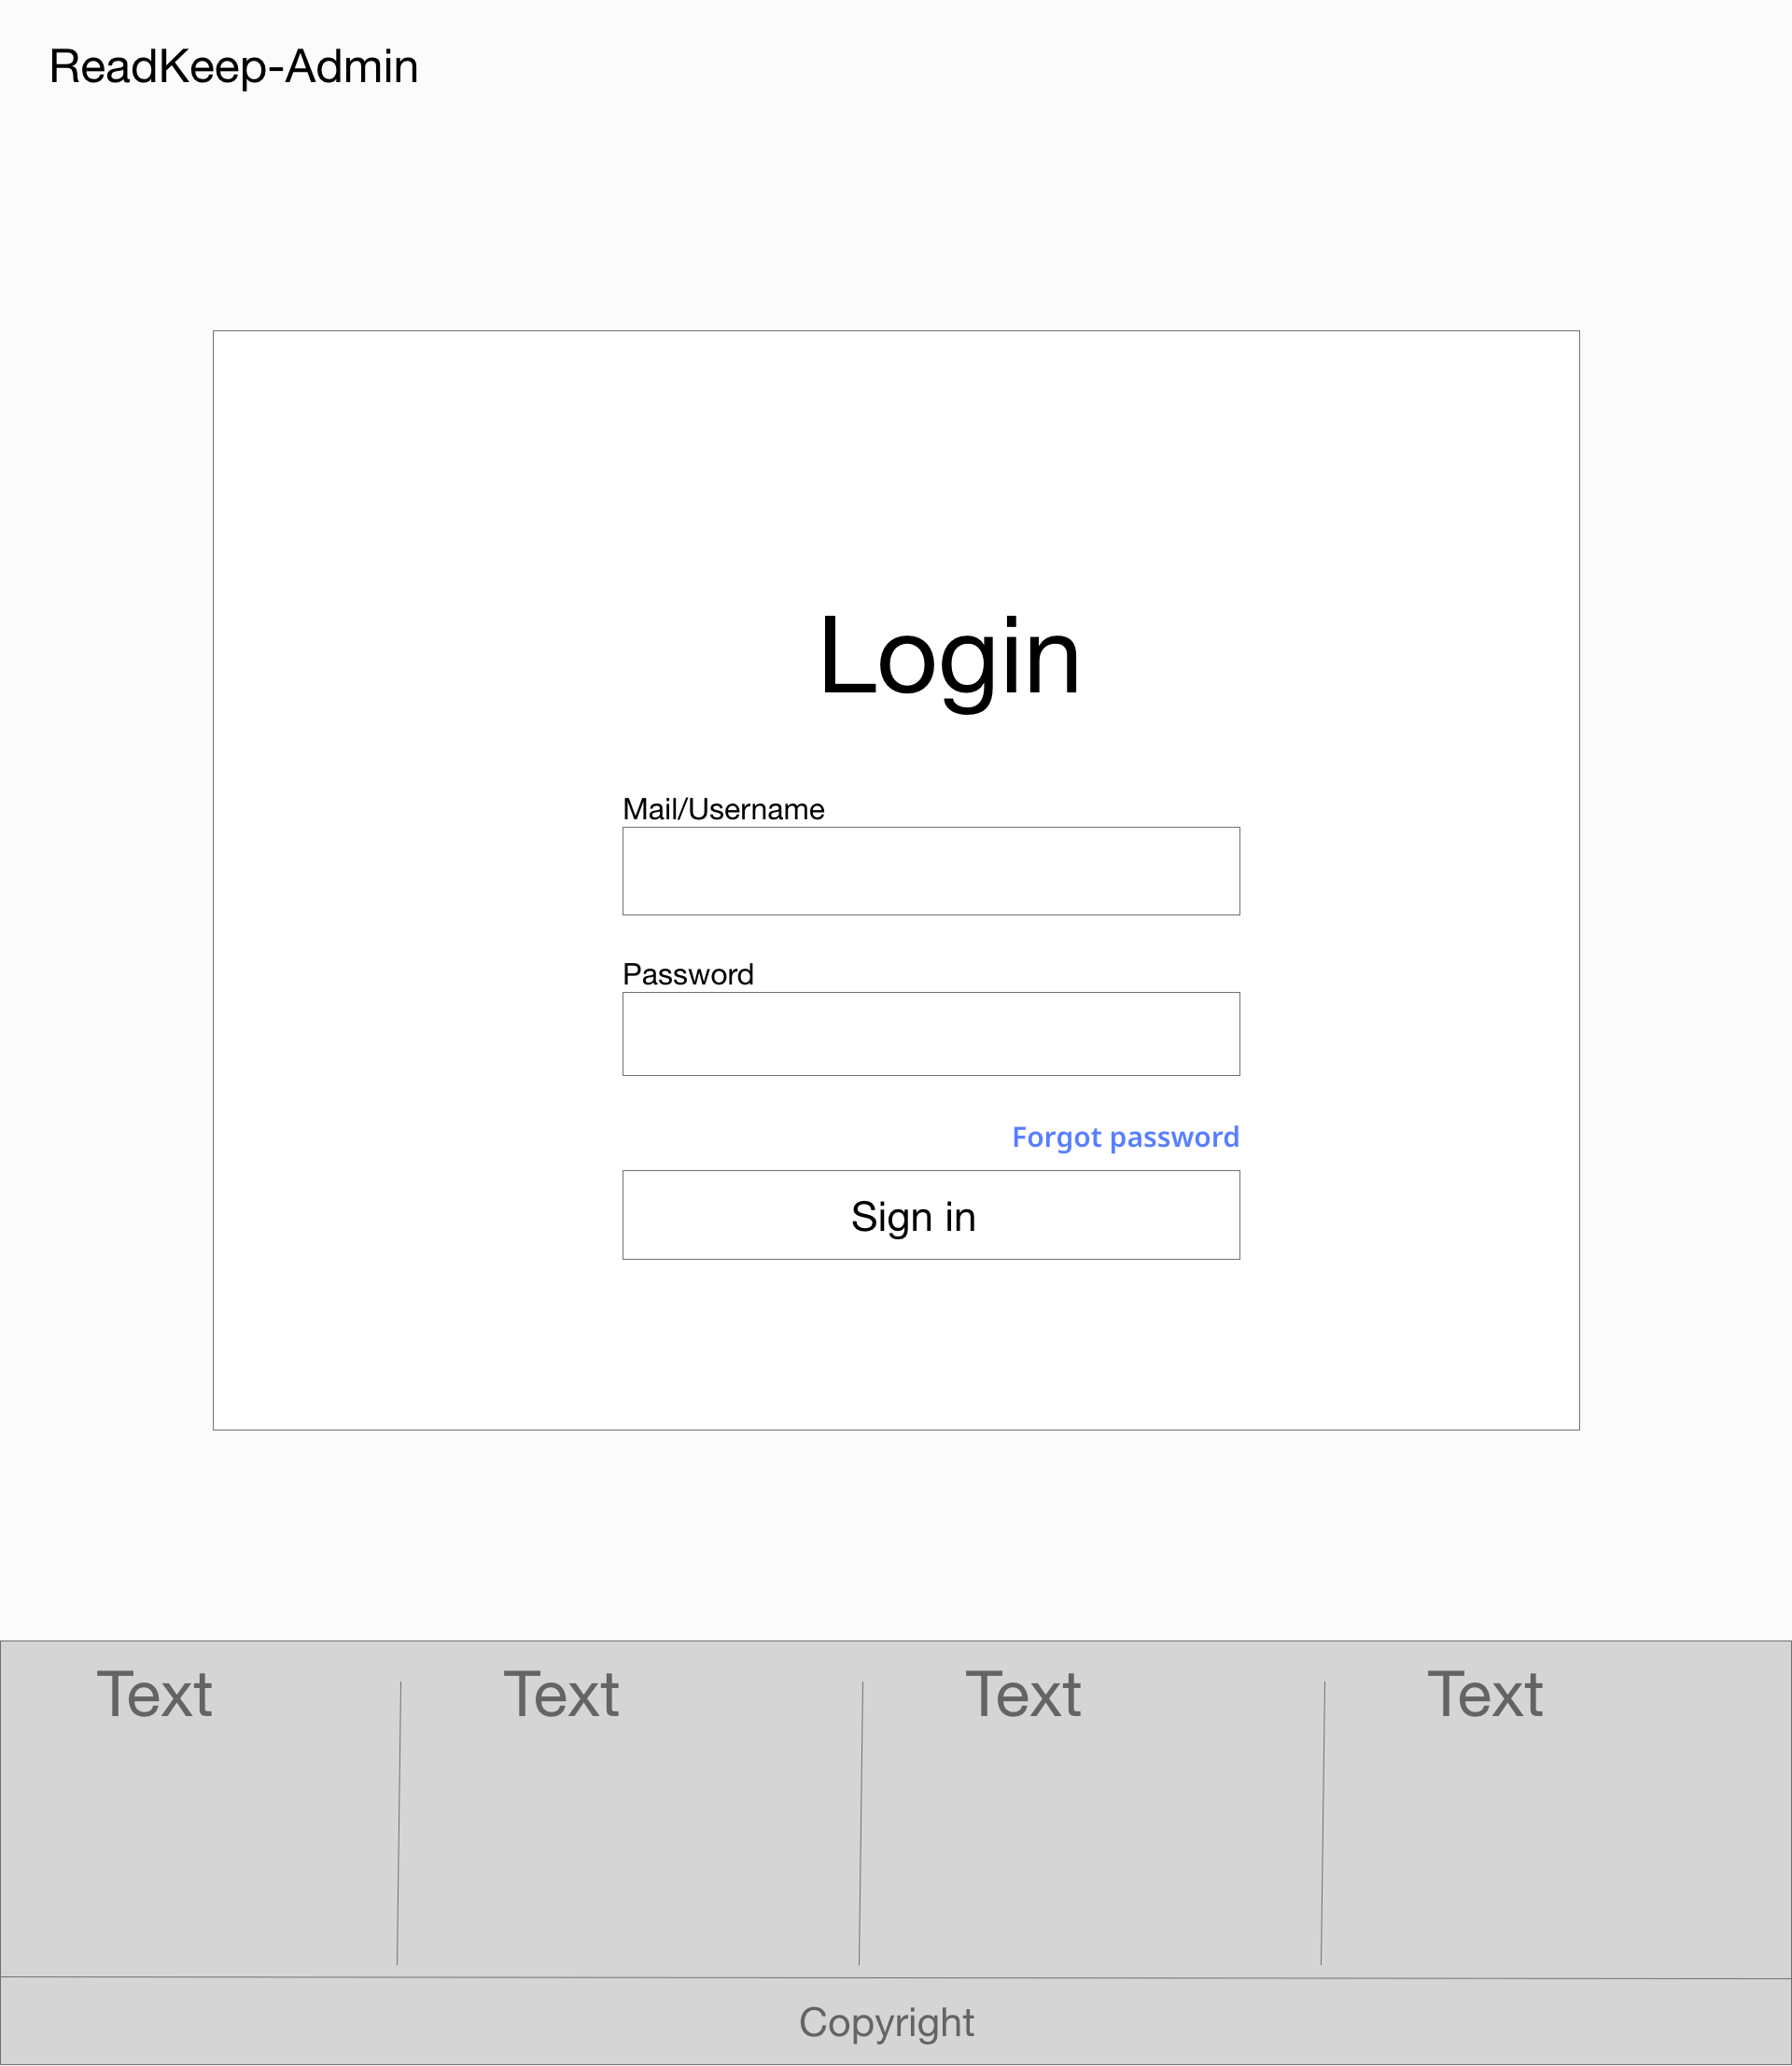 ReadKeep-Admin
Login
Mail/Username
Password
Forgot password
Sign in
Text
Text
Text
Text
Copyright